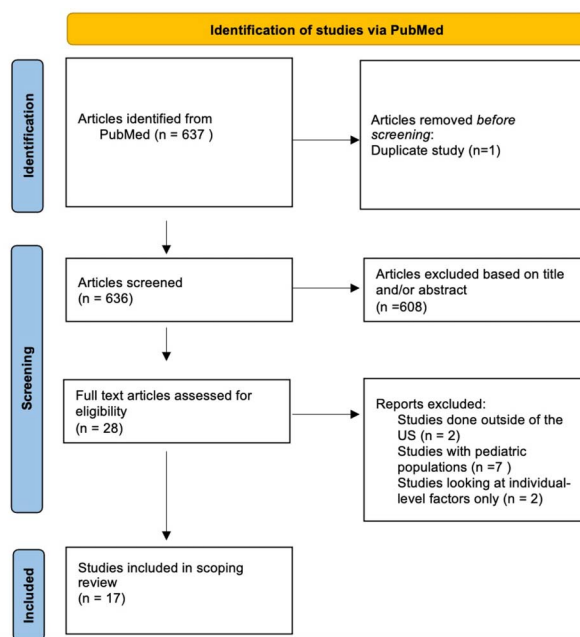 Identification of studies via PubMed
Identification
Articles identified from
PubMed (n = 637 )
Articles removed before
screening:
Duplicate study (n=1)
Screening
Articles screened
(n = 636)
Articles excluded based on title
and/or abstract
(n =608)
Full text articles assessed for
eligibility
(n = 28)
Reports excluded:
Studies done outside of the
US (n = 2)
Studies with pediatric
populations (n =7 )
Studies looking at individual-
level factors only (n = 2)
Included
Studies included in scoping
review
(n = 17)